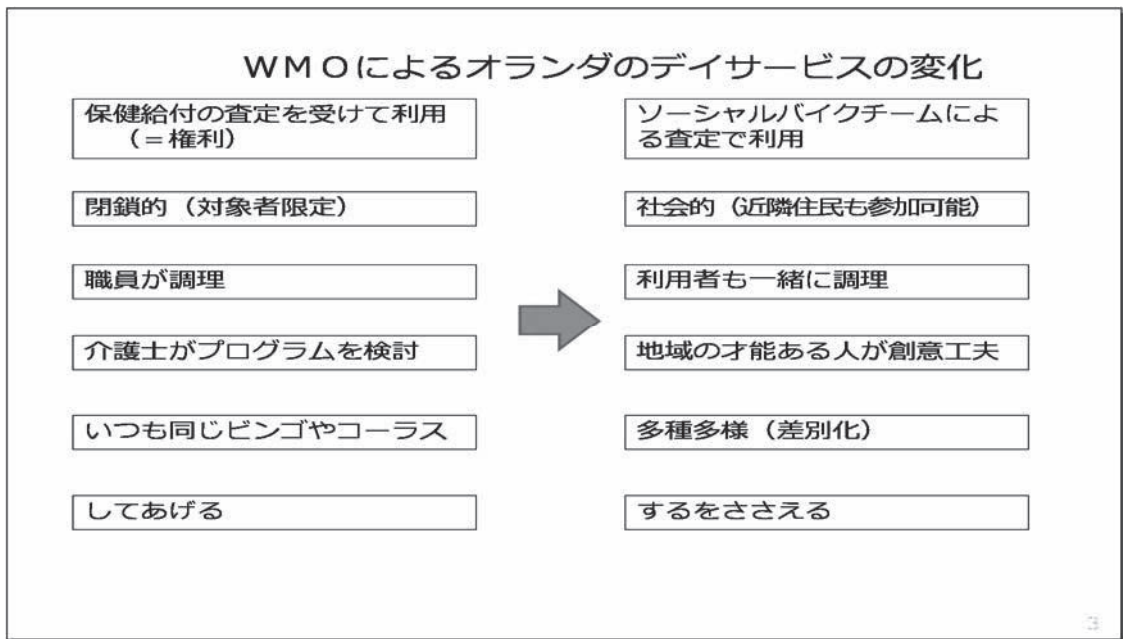 WMOによるオランダのデイサービスの変化
保健給付の査定を受けて利用
(=権利)
ソーシャルバイクチームによ
る査定で利用
閉鎖的(対象者限定)
社会的(近隣住民も参加可能)
職員が調理
利用者も一緒に調理
介護士がプログラムを検討
地域の才能ある人が創意工夫
いつも同じビンゴやコーラス
多種多様(差別化)
してあげる
するをささえる
3